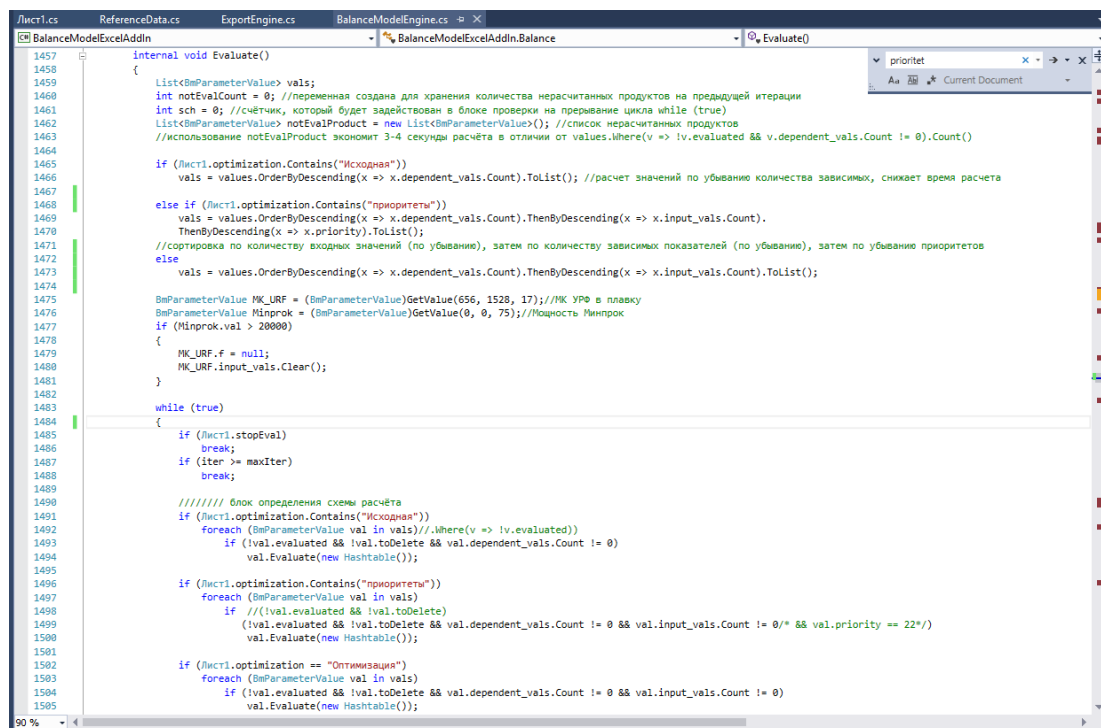 Лист1.cs ReferenceData.cs ExportEngine.cs BalanceModelEngine.cs
BalanceModelExcelAddIn BalanceModelExcelAddIn.Balance Evaluate()
prioritet
Aa Abl .* Current Document
1457 internal void Evaluate()
1458 {
1459 List<BmParameterValue> vals;
1460 int notEvalCount = 0; //переменная создана для хранения количества нерасчитанных продуктов на предыдущей итерации
1461 int sch = 0; //счётчик, который будет задействован в блоке проверки на прерывание цикла while (true)
1462 List<BmParameterValue> notEvalProduct = new List<BmParameterValue>(); //список нерасчитанных продуктов
1463 //использование notEvalProduct экономит 3-4 секунды расчёта в отличии от values.Where(v => !v.evaluated && v.dependent_vals.Count != 0).Count()
1464
1465 if (Лист1.optimization.Contains("Исходная"))
1466 vals = values.OrderByDescending(x => x.dependent_vals.Count).ToList(); //расчет значений по убыванию количества зависимых, снижает время расчета
1467
1468 else if (Лист1.optimization.Contains("приоритеты"))
1469 vals = values.OrderByDescending(x => x.dependent_vals.Count).ThenByDescending(x => x.input_vals.Count).
1470 ThenByDescending(x => x.priority).ToList();
1471 //сортировка по количеству входных значений (по убыванию), затем по количеству зависимых показателей (по убыванию), затем по убыванию приоритетов
1472 else
1473 vals = values.OrderByDescending(x => x.dependent_vals.Count).ThenByDescending(x => x.input_vals.Count).ToList();
1474
1475 BmParameterValue MK_URF = (BmParameterValue)GetValue(656, 1528, 17);//МК УРФ в плавку
1476 BmParameterValue Minprok = (BmParameterValue)GetValue(0, 0, 75);//Мощность Минпрок
1477 if (Minprok.val > 20000)
1478 {
1479 MK_URF.f = null;
1480 MK_URF.input_vals.Clear();
1481 }
1482
1483 while (true)
1484 {
1485 if (Лист1.stopEval)
1486 break;
1487 if (iter >= maxIter)
1488 break;
1489
1490 //////// блок определения схемы расчёта
1491 if (Лист1.optimization.Contains("Исходная"))
1492 foreach (BmParameterValue val in vals)//.Where(v => !v.evaluated))
1493 if (!val.evaluated && !val.toDelete && val.dependent_vals.Count != 0)
1494 val.Evaluate(new Hashtable());
1495
1496 if (Лист1.optimization.Contains("приоритеты"))
1497 foreach (BmParameterValue val in vals)
1498 if //(!val.evaluated && !val.toDelete)
1499 (!val.evaluated && !val.toDelete && val.dependent_vals.Count != 0 && val.input_vals.Count != 0/* && val.priority == 22*/)
1500 val.Evaluate(new Hashtable());
1501
1502 if (Лист1.optimization == "Оптимизация")
1503 foreach (BmParameterValue val in vals)
1504 if (!val.evaluated && !val.toDelete && val.dependent_vals.Count != 0 && val.input_vals.Count != 0)
1505 val.Evaluate(new Hashtable());
90 %